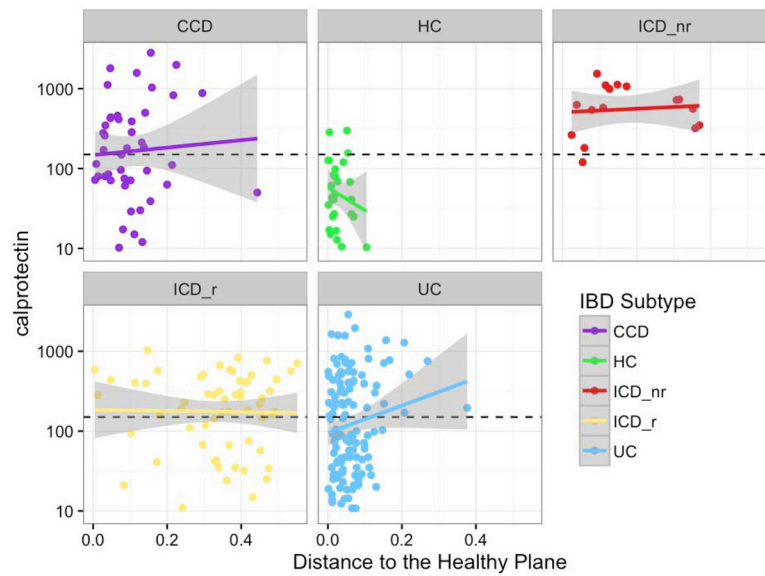 CCD
HC
ICD_nr
1000
100
10
calprotectin
ICD_r
UC
1000
100
10
0.0
0.2
0.4
0.0
0.2
0.4
Distance to the Healthy Plane
IBD Subtype
CCD
HC
ICD_nr
ICD_r
UC